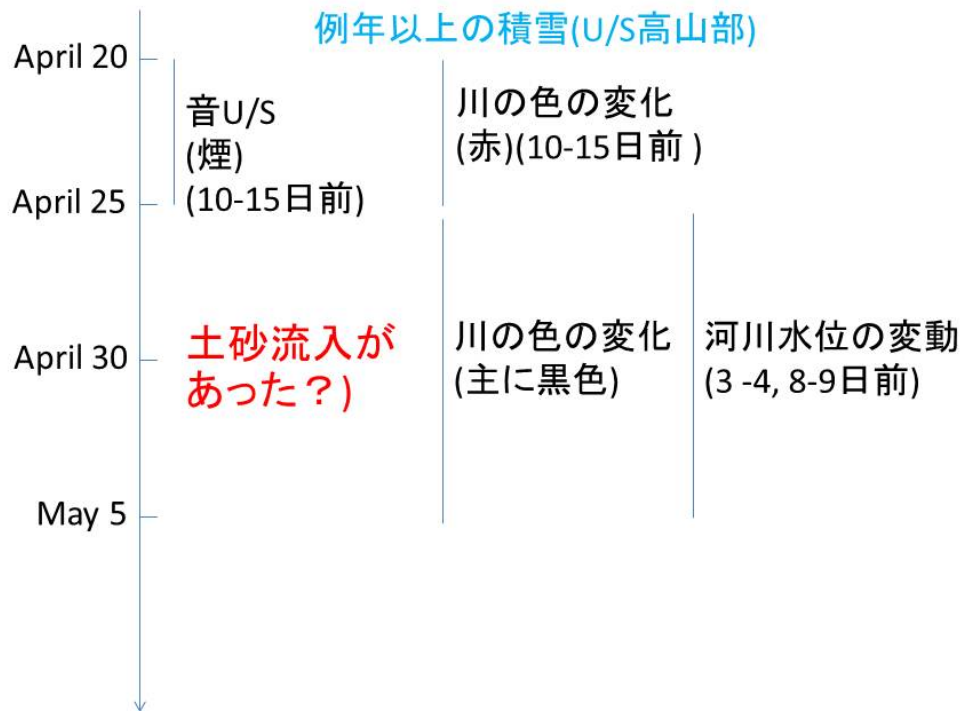 例年以上の積雪(U/S高山部)
April 20
音U/S
(煙)
(10-15日前)
川の色の変化
(赤)(10-15日前 )
April 25
April 30
土砂流入が
あった？)
川の色の変化
(主に黒色)
河川水位の変動
(3 -4, 8-9日前)
May 5